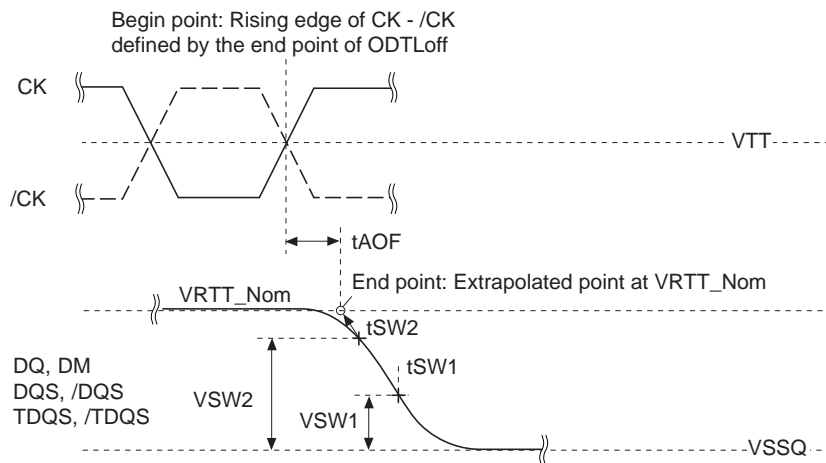 Begin point: Rising edge of CK - /CK
defined by the end point of ODTLoff
CK
VTT
/CK
tAOF
End point: Extrapolated point at VRTT_Nom
VRTT_Nom
tSW2
tSW1
DQ, DM
DQS, /DQS
TDQS, /TDQS
VSW2
VSW1
VSSQ